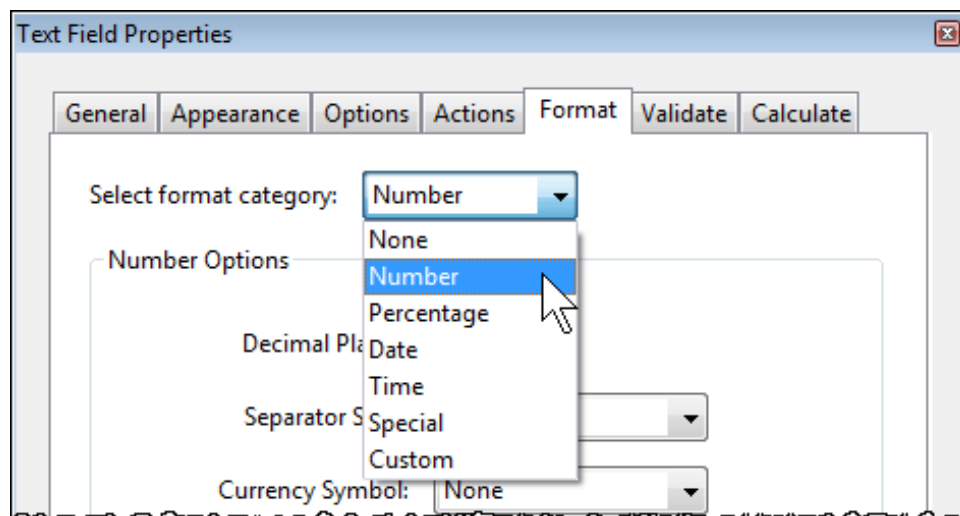 Text Field Properties
General Appearance Options Actions Format Validate Calculate
Select format category: Number
None
Number Options
Number
Percentage
Decimal Pl
Date
Time
Separator S
Special
Custom
Currency Symbol: None